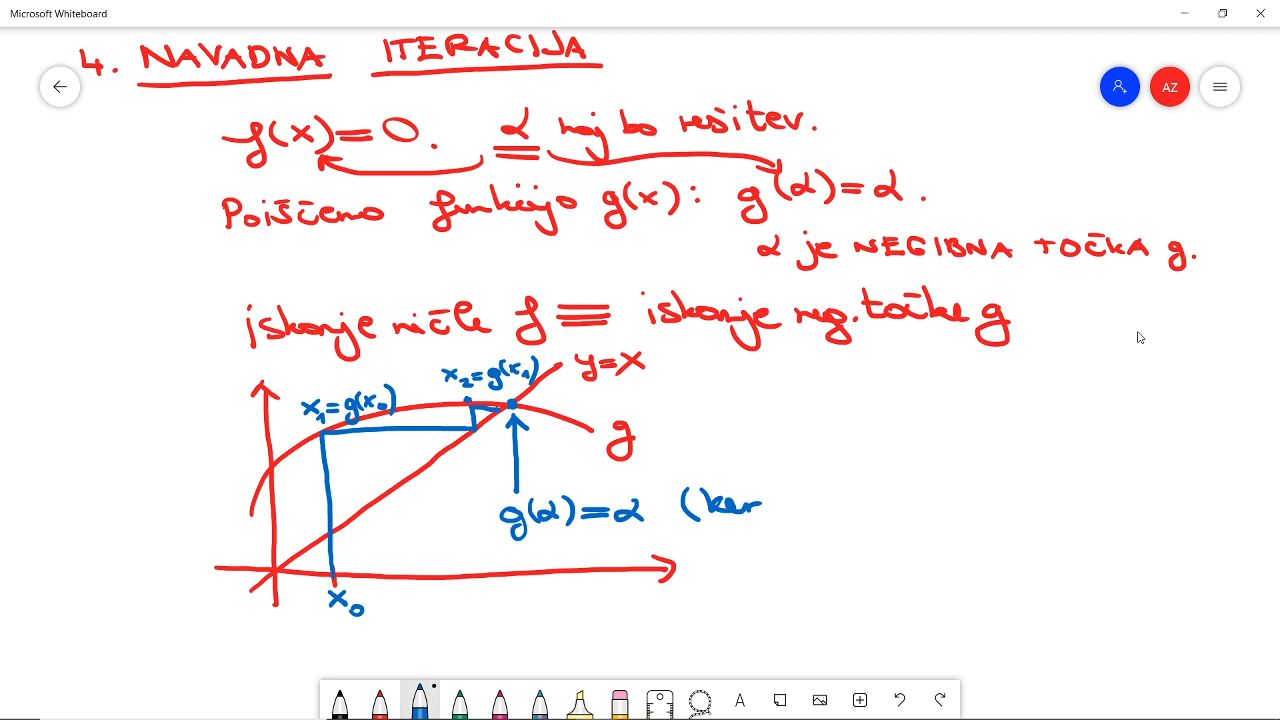 Microsoft Whiteboard
4. NAVADNA ITERACIJA
AZ
f(x)=0. α naj bo rešitev.
Poiščemo funkcijo g(x): g(α)=α.
α je NEGIBNA TOČKA g.
iskanje ničle f ≡ iskanje neg. točke g
x₂=g(x₁) y=x
x₁=g(x₀)
g
g(α)=α (ker
x₀
A